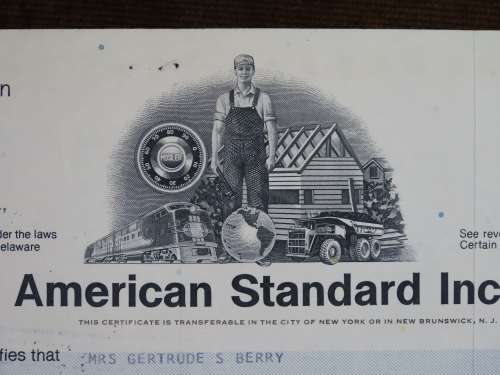 n
MOSLER
der the laws
elaware
See reve
Certain
American Standard Inc
THIS CERTIFICATE IS TRANSFERABLE IN THE CITY OF NEW YORK OR IN NEW BRUNSWICK, N. J.
fies that MRS GERTRUDE S BERRY